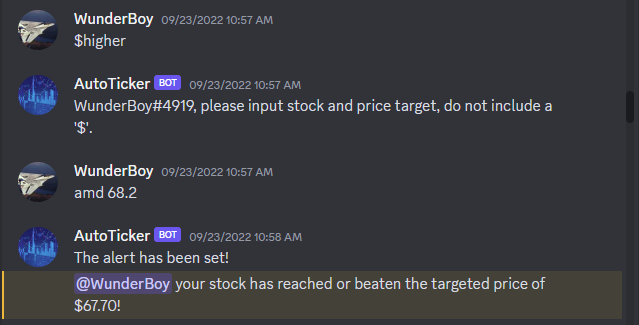 WunderBoy 09/23/2022 10:57 AM
$higher
AutoTicker BOT 09/23/2022 10:57 AM
WunderBoy#4919, please input stock and price target, do not include a
'$'.
WunderBoy 09/23/2022 10:57 AM
amd 68.2
AutoTicker BOT 09/23/2022 10:58 AM
The alert has been set!
@WunderBoy your stock has reached or beaten the targeted price of
$67.70!